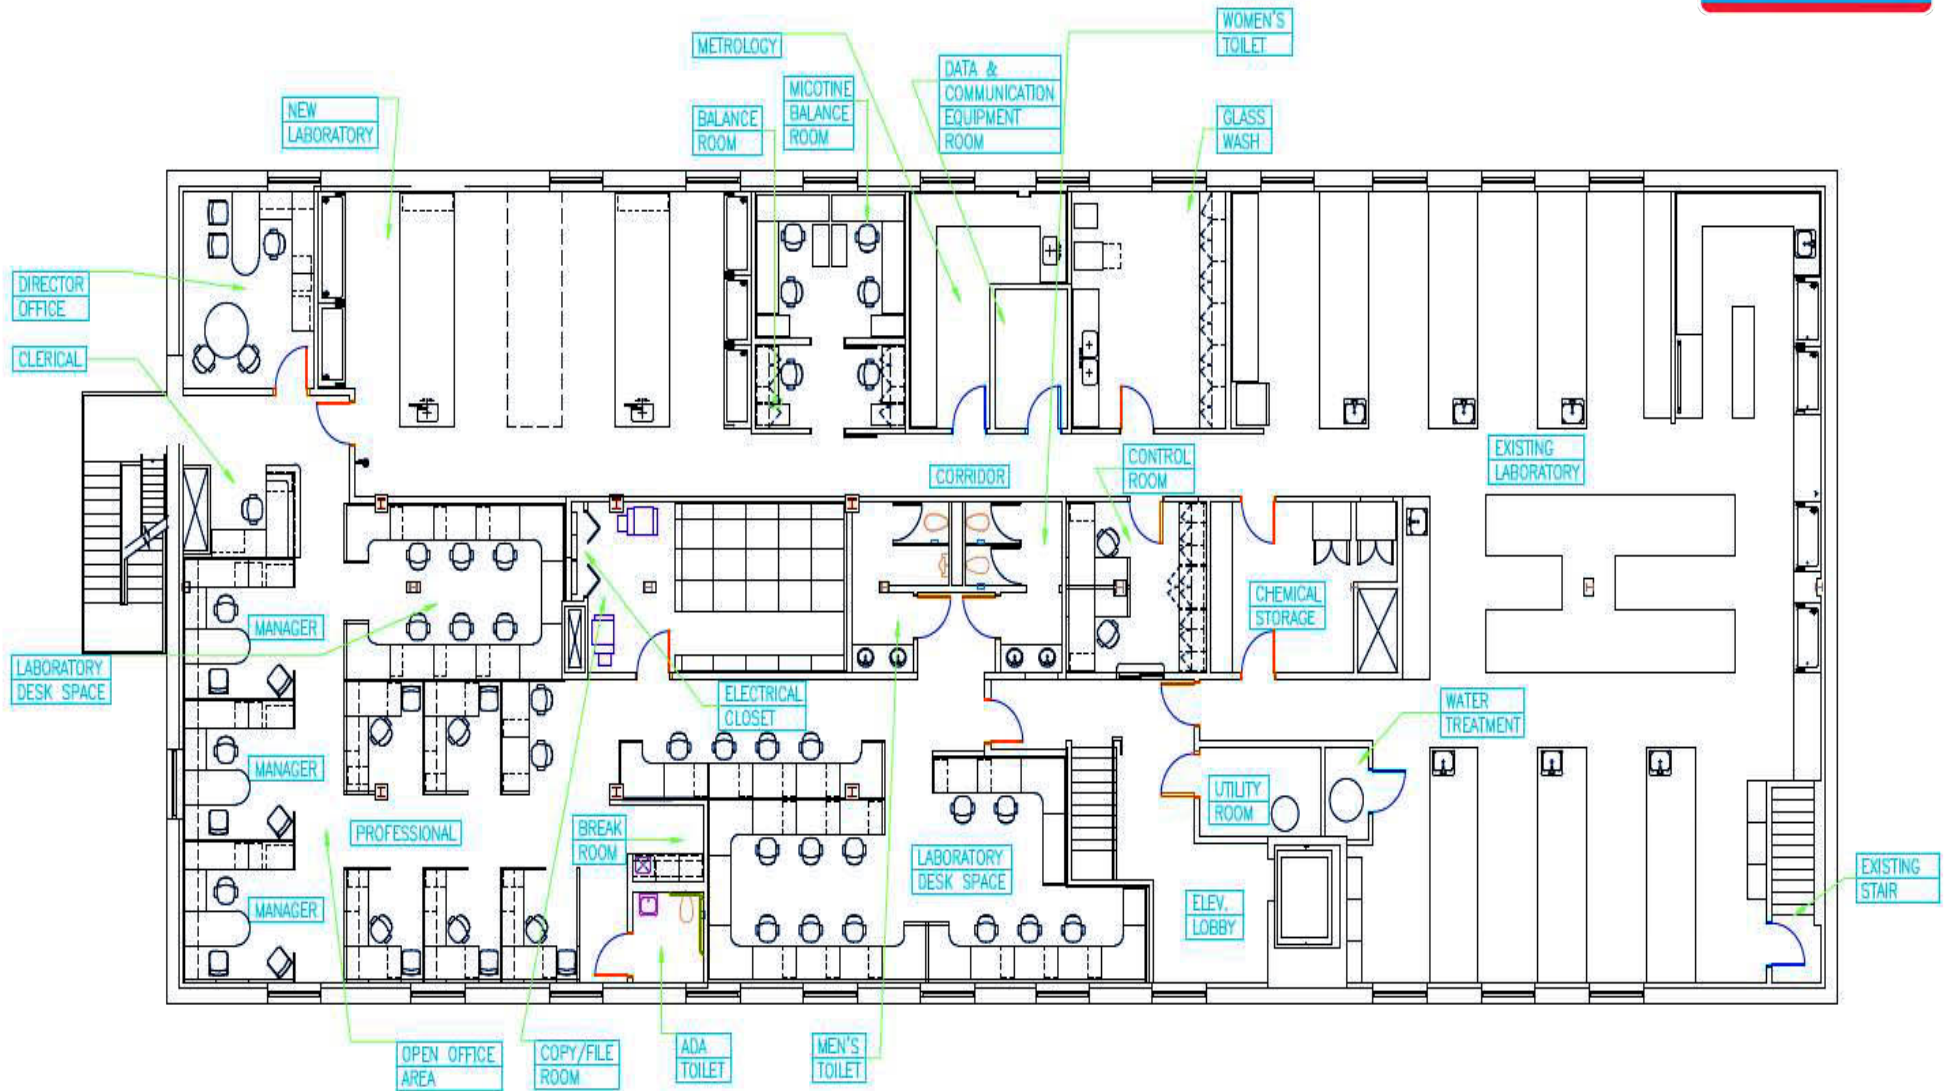 WOMEN'S
TOILET
METROLOGY
DATA &
COMMUNICATION
EQUIPMENT
ROOM
MICOTINE
BALANCE
ROOM
NEW
LABORATORY
BALANCE
ROOM
GLASS
WASH
DIRECTOR
OFFICE
CLERICAL
CORRIDOR
CONTROL
ROOM
EXISTING
LABORATORY
CHEMICAL
STORAGE
MANAGER
LABORATORY
DESK SPACE
ELECTRICAL
CLOSET
WATER
TREATMENT
MANAGER
UTILITY
ROOM
PROFESSIONAL
BREAK
ROOM
LABORATORY
DESK SPACE
EXISTING
STAIR
MANAGER
ELEV.
LOBBY
OPEN OFFICE
AREA
COPY/FILE
ROOM
ADA
TOILET
MEN'S
TOILET